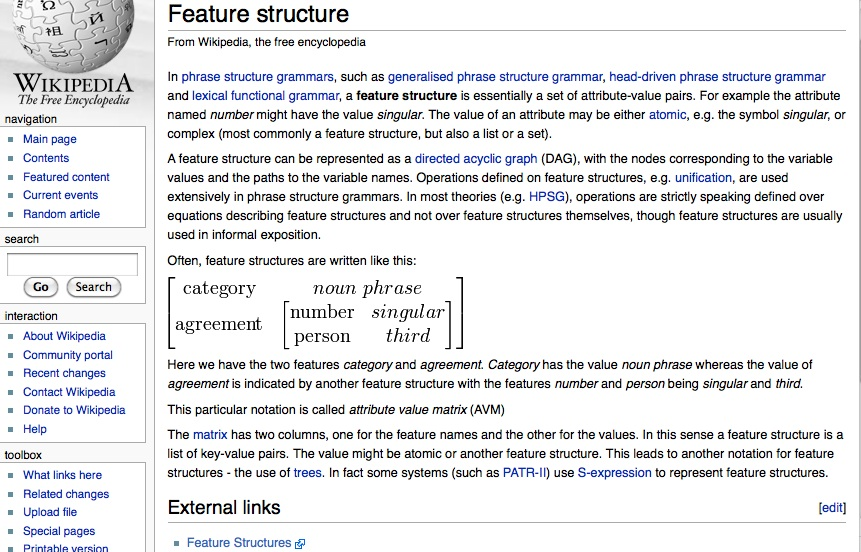 Feature structure
From Wikipedia, the free encyclopedia
In phrase structure grammars, such as generalised phrase structure grammar, head-driven phrase structure grammar
and lexical functional grammar, a feature structure is essentially a set of attribute-value pairs. For example the attribute
named number might have the value singular. The value of an attribute may be either atomic, e.g. the symbol singular, or
complex (most commonly a feature structure, but also a list or a set).
A feature structure can be represented as a directed acyclic graph (DAG), with the nodes corresponding to the variable
values and the paths to the variable names. Operations defined on feature structures, e.g. unification, are used
extensively in phrase structure grammars. In most theories (e.g. HPSG), operations are strictly speaking defined over
equations describing feature structures and not over feature structures themselves, though feature structures are usually
used in informal exposition.
Often, feature structures are written like this:
category noun phrase
agreement
number singular
person third
Here we have the two features category and agreement. Category has the value noun phrase whereas the value of
agreement is indicated by another feature structure with the features number and person being singular and third.
This particular notation is called attribute value matrix (AVM)
The matrix has two columns, one for the feature names and the other for the values. In this sense a feature structure is a
list of key-value pairs. The value might be atomic or another feature structure. This leads to another notation for feature
structures - the use of trees. In fact some systems (such as PATR-II) use S-expression to represent feature structures.
External links
[edit]
Feature Structures
WIKIPEDIA
The Free Encyclopedia
navigation
Main page
Contents
Featured content
Current events
Random article
search
Go Search
interaction
About Wikipedia
Community portal
Recent changes
Contact Wikipedia
Donate to Wikipedia
Help
toolbox
What links here
Related changes
Upload file
Special pages
Printable version